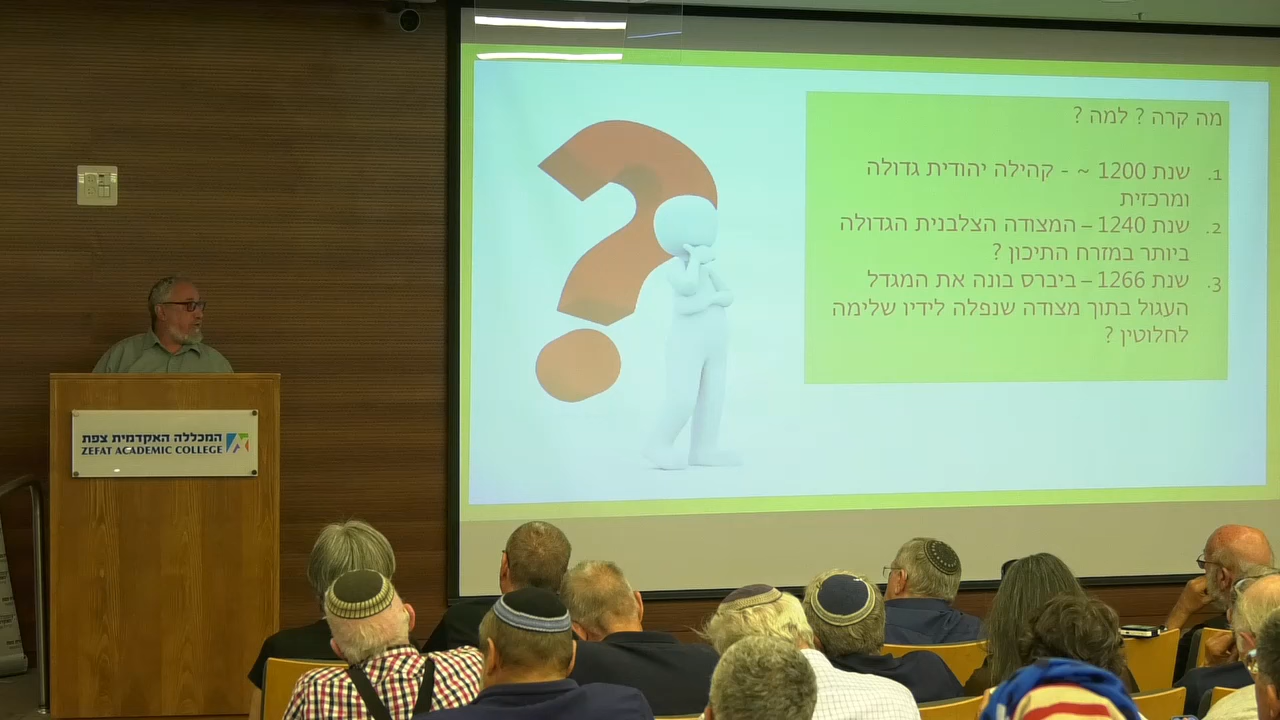 מה קרה ? למה ?
1. שנת 1200 ~ - קהילה יהודית גדולה
ומרכזית
2. שנת 1240 – המצודה הצלבנית הגדולה
ביותר במזרח התיכון ?
3. שנת 1266 – ביברס בונה את המגדל
העגול בתוך מצודה שנפלה לידיו שלימה
לחלוטין ?
המכללה האקדמית צפת
ZEFAT ACADEMIC COLLEGE